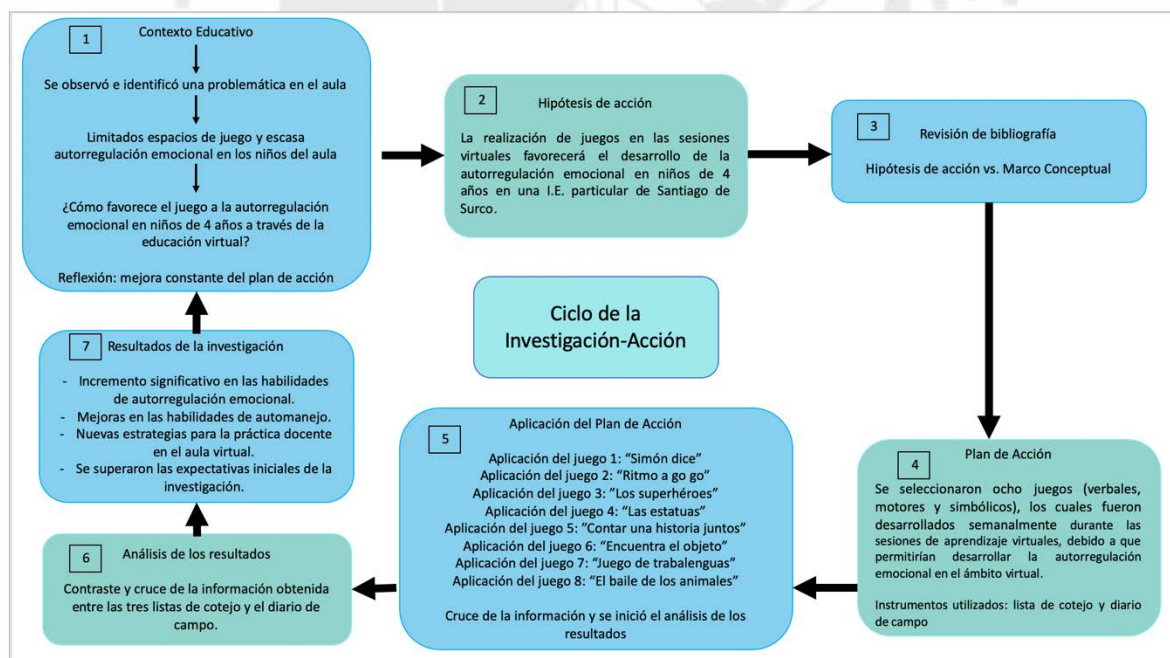 1
Contexto Educativo
Se observó e identificó una problemática en el aula
Limitados espacios de juego y escasa
autorregulación emocional en los niños del aula
¿Cómo favorece el juego a la autorregulación
emocional en niños de 4 años a través de la
educación virtual?
Reflexión: mejora constante del plan de acción
2
Hipótesis de acción
La realización de juegos en las sesiones
virtuales favorecerá el desarrollo de la
autorregulación emocional en niños de 4
años en una I.E. particular de Santiago de
Surco.
3
Revisión de bibliografía
Hipótesis de acción vs. Marco Conceptual
Ciclo de la
Investigación-Acción
4
Plan de Acción
Se seleccionaron ocho juegos (verbales,
motores y simbólicos), los cuales fueron
desarrollados semanalmente durante las
sesiones de aprendizaje virtuales, debido a que
permitirían desarrollar la autorregulación
emocional en el ámbito virtual.
Instrumentos utilizados: lista de cotejo y diario
de campo
5
Aplicación del Plan de Acción
Aplicación del juego 1: “Simón dice”
Aplicación del juego 2: “Ritmo a go go”
Aplicación del juego 3: ”Los superhéroes”
Aplicación del juego 4: “Las estatuas”
Aplicación del juego 5: ”Contar una historia juntos”
Aplicación del juego 6: “Encuentra el objeto”
Aplicación del juego 7: “Juego de trabalenguas”
Aplicación del juego 8: “El baile de los animales”
Cruce de la información y se inició el análisis de los
resultados
6
Análisis de los resultados
Contraste y cruce de la información obtenida
entre las tres listas de cotejo y el diario de
campo.
7
Resultados de la investigación
- Incremento significativo en las habilidades
de autorregulación emocional.
- Mejoras en las habilidades de automanejo.
- Nuevas estrategias para la práctica docente
en el aula virtual.
- Se superaron las expectativas iniciales de la
investigación.